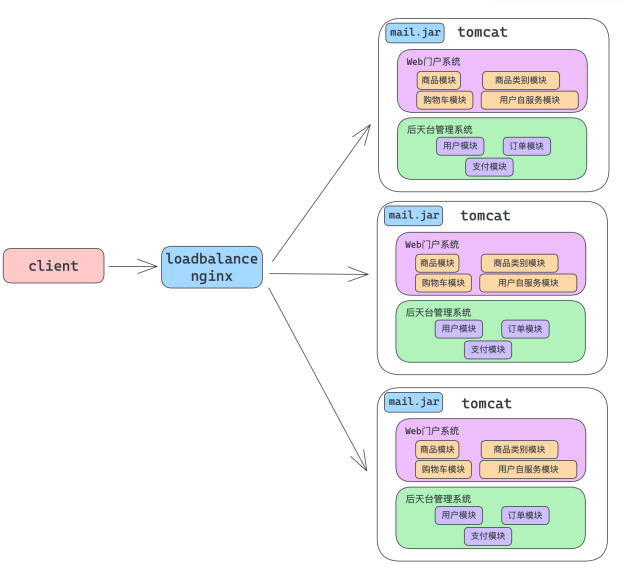 client
loadbalance
nginx
mail.jar
tomcat
Web门户系统
商品模块
商品类别模块
购物车模块
用户自服务模块
后天台管理系统
用户模块
订单模块
支付模块
mail.jar
tomcat
Web门户系统
商品模块
商品类别模块
购物车模块
用户自服务模块
后天台管理系统
用户模块
订单模块
支付模块
mail.jar
tomcat
Web门户系统
商品模块
商品类别模块
购物车模块
用户自服务模块
后天台管理系统
用户模块
订单模块
支付模块